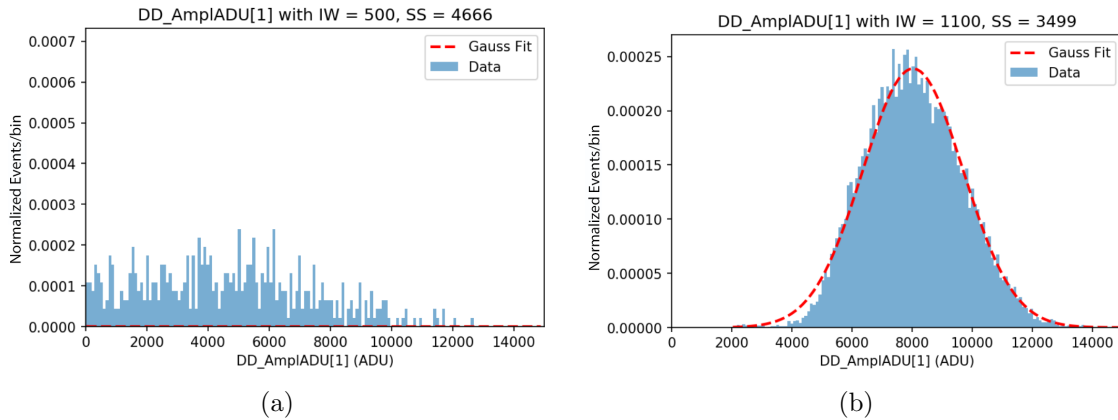 DD_AmplADU[1] with IW = 500, SS = 4666
0.0007
0.0006
0.0005
0.0004
0.0003
0.0002
0.0001
0.0000
Normalized Events/bin
Gauss Fit
Data
0 2000 4000 6000 8000 10000 12000 14000
DD_AmplADU[1] (ADU)
(a)
DD_AmplADU[1] with IW = 1100, SS = 3499
0.00025
0.00020
0.00015
0.00010
0.00005
0.00000
Normalized Events/bin
Gauss Fit
Data
0 2000 4000 6000 8000 10000 12000 14000
DD_AmplADU[1] (ADU)
(b)